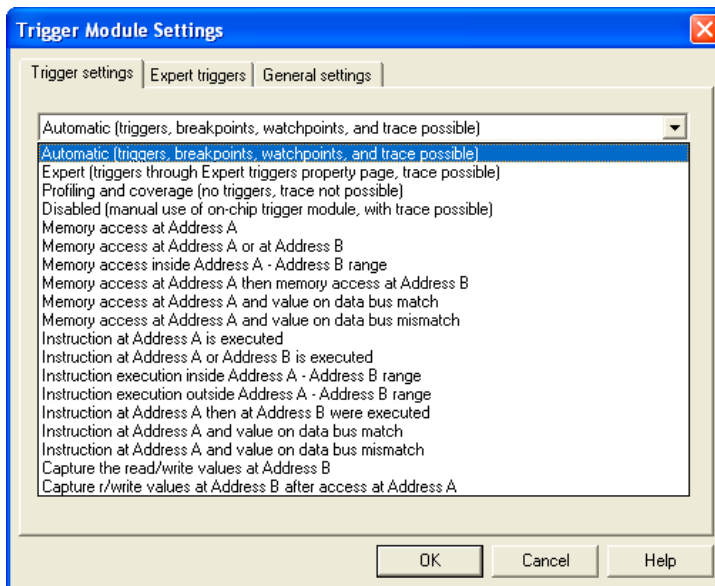 Trigger Module Settings
Trigger settings Expert triggers General settings
Automatic (triggers, breakpoints, watchpoints, and trace possible)
Automatic (triggers, breakpoints, watchpoints, and trace possible)
Expert (triggers through Expert triggers property page, trace possible)
Profiling and coverage (no triggers, trace not possible)
Disabled (manual use of on-chip trigger module, with trace possible)
Memory access at Address A
Memory access at Address A or at Address B
Memory access inside Address A - Address B range
Memory access at Address A then memory access at Address B
Memory access at Address A and value on data bus match
Memory access at Address A and value on data bus mismatch
Instruction at Address A is executed
Instruction at Address A or Address B is executed
Instruction execution inside Address A - Address B range
Instruction execution outside Address A - Address B range
Instruction at Address A then at Address B were executed
Instruction at Address A and value on data bus match
Instruction at Address A and value on data bus mismatch
Capture the read/write values at Address B
Capture r/write values at Address B after access at Address A
OK Cancel Help